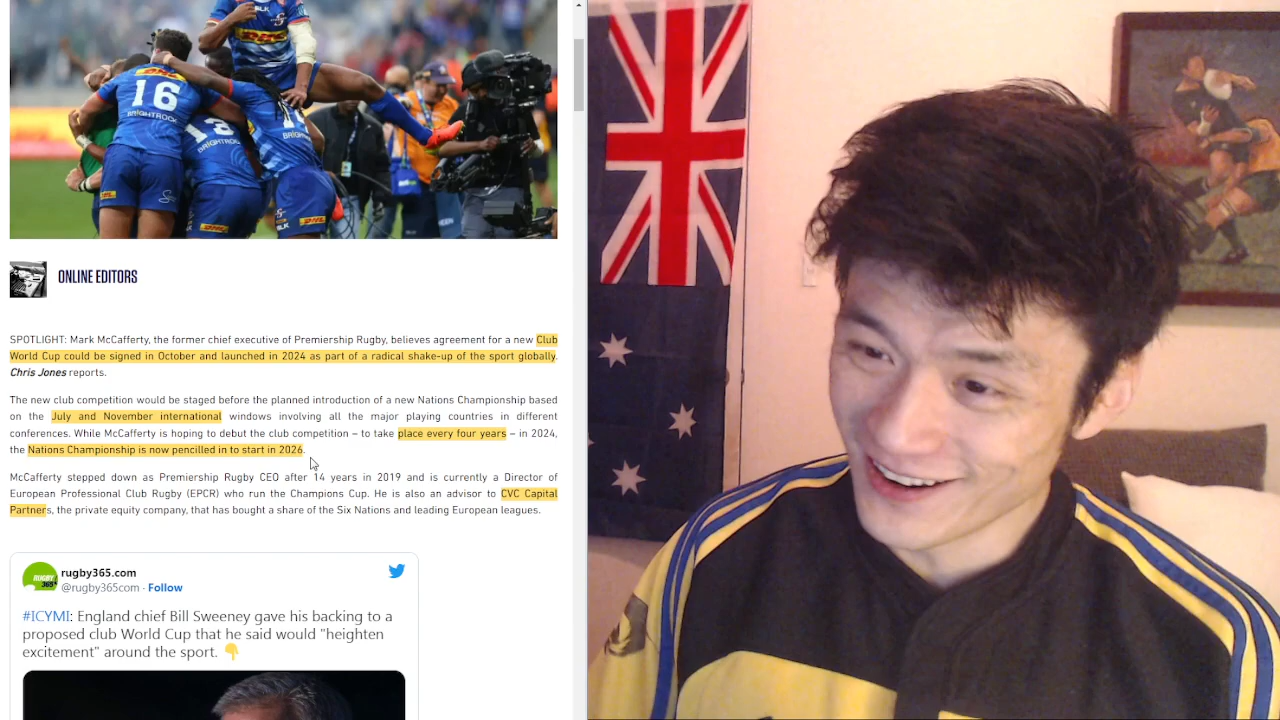 DHL
16
BRIGHTROCK
13
BRIGHTROCK
DHL
DHL
ONLINE EDITORS
SPOTLIGHT: Mark McCafferty, the former chief executive of Premiership Rugby, believes agreement for a new Club
World Cup could be signed in October and launched in 2024 as part of a radical shake-up of the sport globally.
Chris Jones reports.
The new club competition would be staged before the planned introduction of a new Nations Championship based
on the July and November international windows involving all the major playing countries in different
conferences. While McCafferty is hoping to debut the club competition – to take place every four years – in 2024,
the Nations Championship is now pencilled in to start in 2026.
McCafferty stepped down as Premiership Rugby CEO after 14 years in 2019 and is currently a Director of
European Professional Club Rugby (EPCR) who run the Champions Cup. He is also an advisor to CVC Capital
Partners, the private equity company, that has bought a share of the Six Nations and leading European leagues.
RUGBY 365
rugby365.com
@rugby365com · Follow
#ICYMI: England chief Bill Sweeney gave his backing to a
proposed club World Cup that he said would "heighten
excitement" around the sport. 👇